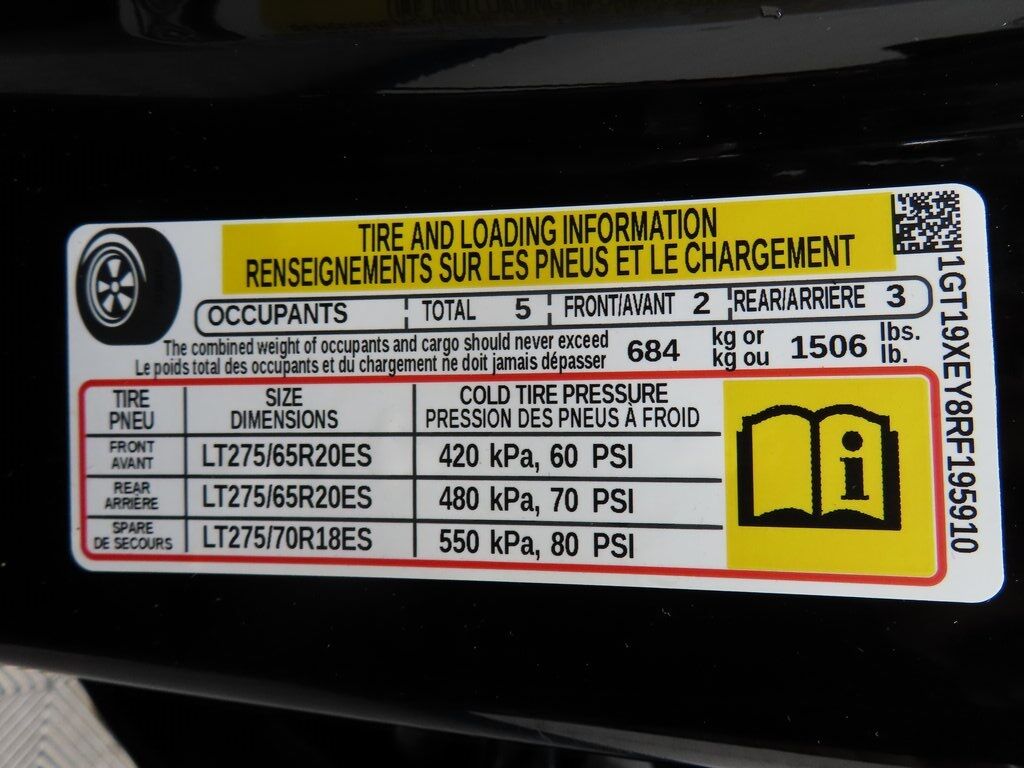 TIRE AND LOADING INFORMATION
RENSEIGNEMENTS SUR LES PNEUS ET LE CHARGEMENT
OCCUPANTS TOTAL 5 FRONT/AVANT 2 REAR/ARRIÈRE 3
The combined weight of occupants and cargo should never exceed
Le poids total des occupants et du chargement ne doit jamais dépasser
684 kg or 1506 lbs.
kg ou lb.
TIRE SIZE COLD TIRE PRESSURE
PNEU DIMENSIONS PRESSION DES PNEUS À FROID
FRONT
AVANT LT275/65R20ES 420 kPa, 60 PSI
REAR
ARRIÈRE LT275/65R20ES 480 kPa, 70 PSI
SPARE
DE SECOURS LT275/70R18ES 550 kPa, 80 PSI
i
1GT19XEY8RF195910